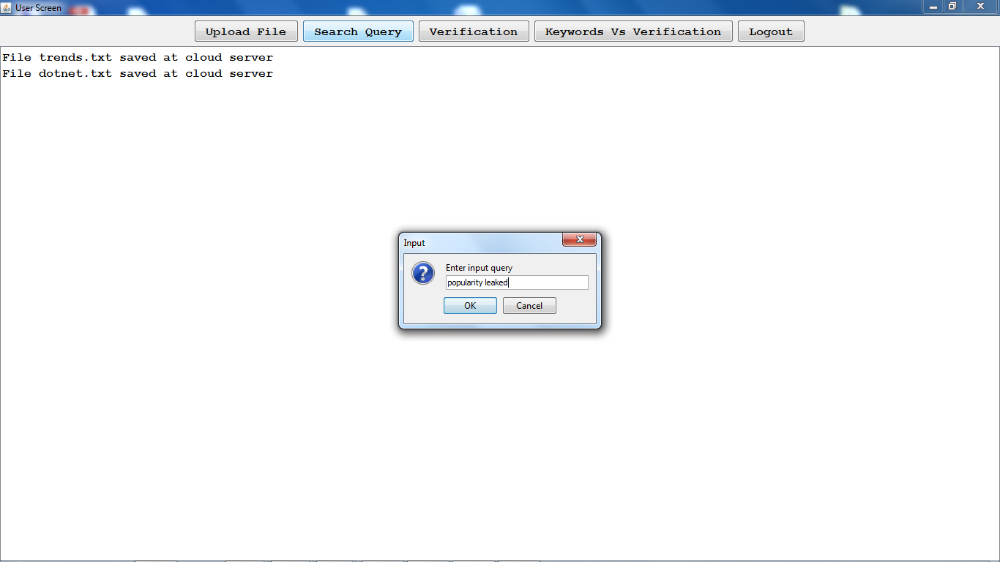 User Screen
Upload File Search Query Verification Keywords Vs Verification Logout
File trends.txt saved at cloud server
File dotnet.txt saved at cloud server
Input
Enter input query
popularity leaked
OK Cancel